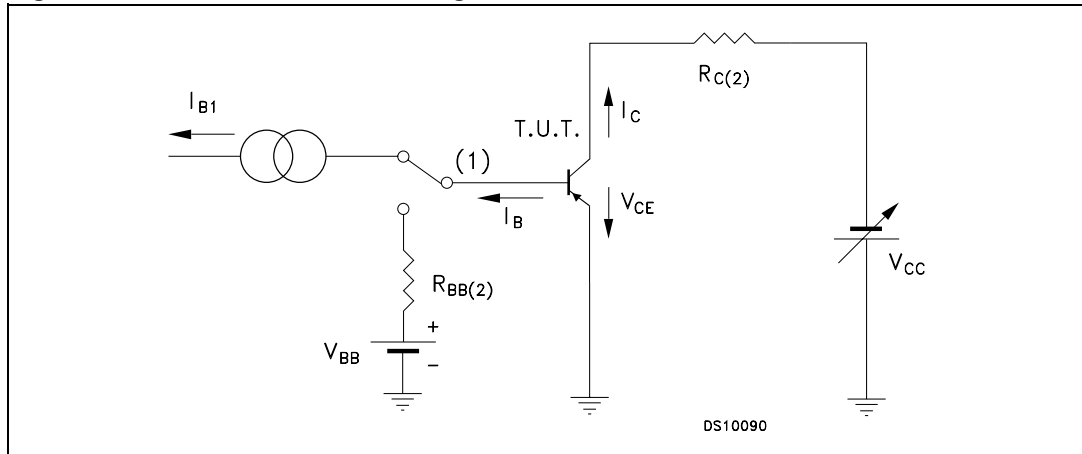 I_B1
R_C(2)
I_C
T.U.T.
(1)
V_CE
I_B
V_CC
R_BB(2)
+
V_BB
–
DS10090